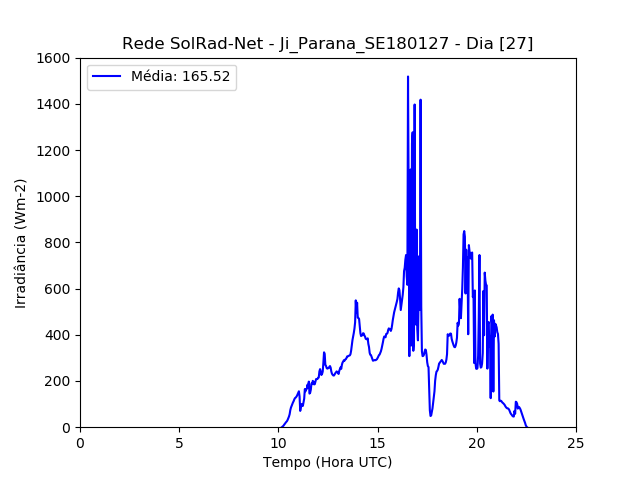 Rede SolRad-Net - Ji_Parana_SE180127 - Dia [27]
Média: 165.52
Irradiância (Wm-2)
1600
1400
1200
1000
800
600
400
200
0
0 5 10 15 20 25
Tempo (Hora UTC)